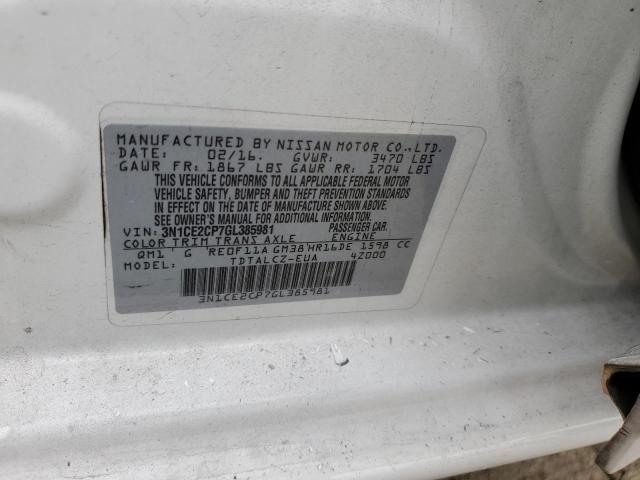 MANUFACTURED BY NISSAN MOTOR CO.,LTD.
DATE: 02/16. GVWR: 3470 LBS
GAWR FR: 1867 LBS GAWR RR: 1704 LBS
THIS VEHICLE CONFORMS TO ALL APPLICABLE FEDERAL MOTOR
VEHICLE SAFETY, BUMPER AND THEFT PREVENTION STANDARDS
IN EFFECT ON THE DATE OF MANUFACTURE SHOWN ABOVE.
SEE OWNER'S MANUAL FOR ADDITIONAL INFORMATION
VIN: 3N1CE2CP7GL385981 PASSENGER CAR.
COLOR TRIM TRANS AXLE ENGINE
QM1 G RE0F11A GM38 HR16DE 1598 CC
MODEL: TDTALCZ-EUA 4Z000
3N1CE2CP7GL385981